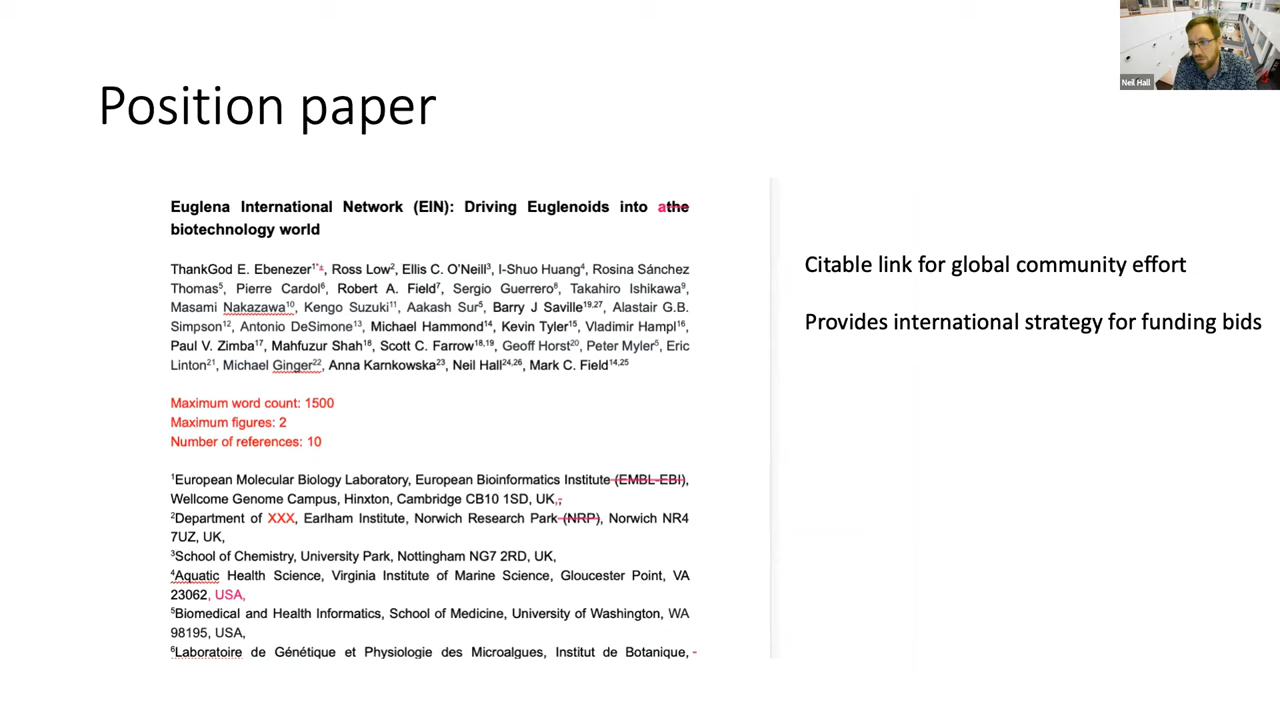 Neil Hall
Position paper
Euglena International Network (EIN): Driving Euglenoids into athe
biotechnology world
ThankGod E. Ebenezer1*±, Ross Low2, Ellis C. O'Neill3, I-Shuo Huang4, Rosina Sánchez
Thomas5, Pierre Cardol6, Robert A. Field7, Sergio Guerrero8, Takahiro Ishikawa9,
Masami Nakazawa10, Kengo Suzuki11, Aakash Sur5, Barry J Saville19,27, Alastair G.B.
Simpson12, Antonio DeSimone13, Michael Hammond14, Kevin Tyler15, Vladimir Hampl16,
Paul V. Zimba17, Mahfuzur Shah18, Scott C. Farrow18,19, Geoff Horst20, Peter Myler5, Eric
Linton21, Michael Ginger22, Anna Karnkowska23, Neil Hall24,26, Mark C. Field14,25
Maximum word count: 1500
Maximum figures: 2
Number of references: 10
1European Molecular Biology Laboratory, European Bioinformatics Institute (EMBL-EBI),
Wellcome Genome Campus, Hinxton, Cambridge CB10 1SD, UK,;
2Department of XXX, Earlham Institute, Norwich Research Park (NRP), Norwich NR4
7UZ, UK,
3School of Chemistry, University Park, Nottingham NG7 2RD, UK,
4Aquatic Health Science, Virginia Institute of Marine Science, Gloucester Point, VA
23062, USA,
5Biomedical and Health Informatics, School of Medicine, University of Washington, WA
98195, USA,
6Laboratoire de Génétique et Physiologie des Microalgues, Institut de Botanique,
Citable link for global community effort
Provides international strategy for funding bids